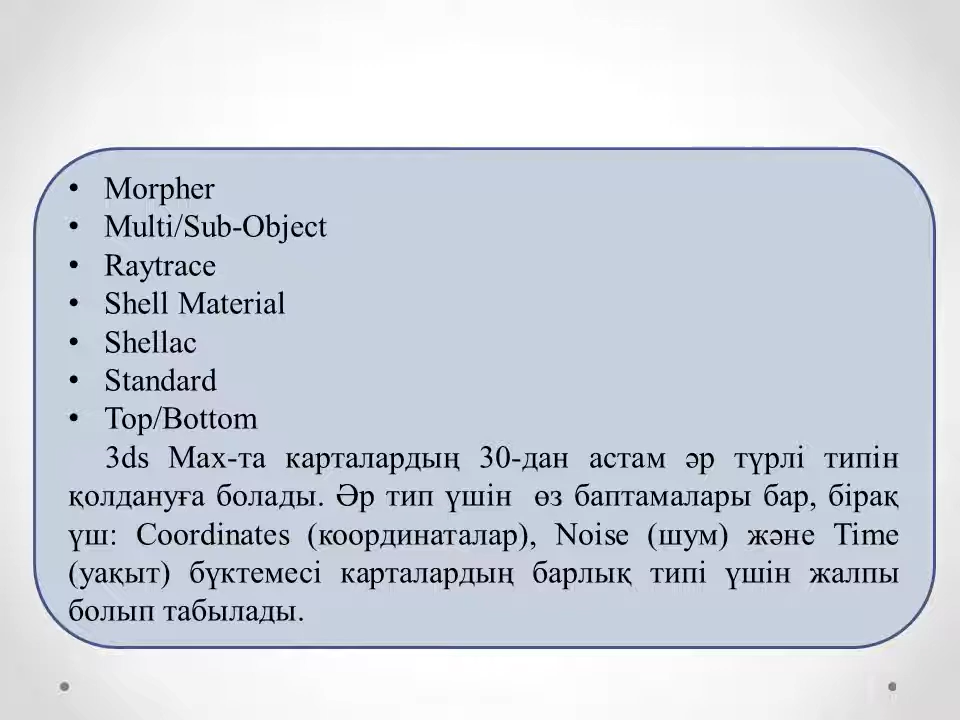 • Morpher
• Multi/Sub-Object
• Raytrace
• Shell Material
• Shellac
• Standard
• Top/Bottom
3ds Max-та карталардың 30-дан астам әр түрлі типін
қолдануға болады. Әр тип үшін өз баптамалары бар, бірақ
үш: Coordinates (координаталар), Noise (шум) және Time
(уақыт) бүктемесі карталардың барлық типі үшін жалпы
болып табылады.